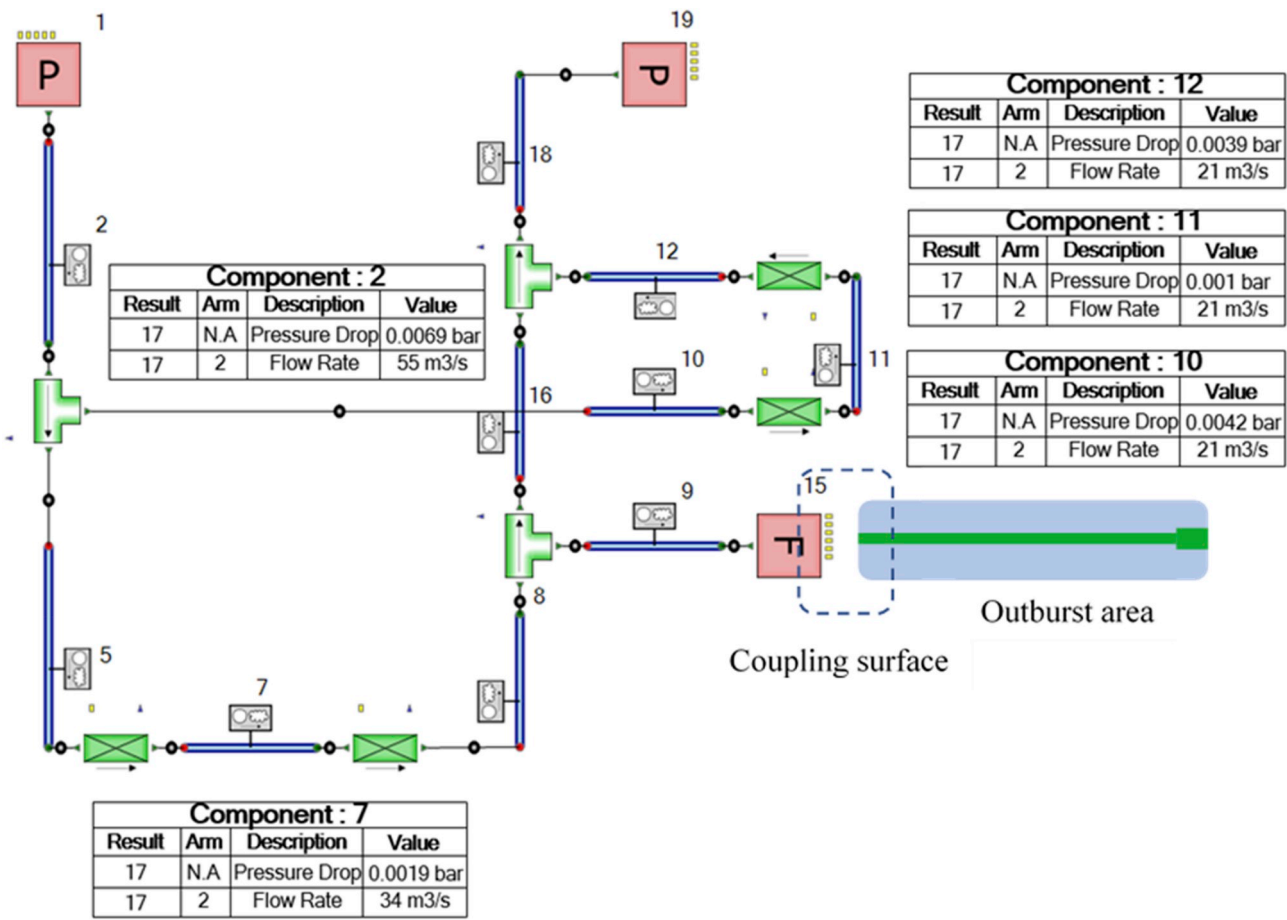 1
P
19
P
18
2
12
Component : 12
Result Arm Description Value
17 N.A Pressure Drop 0.0039 bar
17 2 Flow Rate 21 m3/s
Component : 11
Result Arm Description Value
17 N.A Pressure Drop 0.001 bar
17 2 Flow Rate 21 m3/s
Component : 2
Result Arm Description Value
17 N.A Pressure Drop 0.0069 bar
17 2 Flow Rate 55 m3/s
10
11
16
Component : 10
Result Arm Description Value
17 N.A Pressure Drop 0.0042 bar
17 2 Flow Rate 21 m3/s
9
15
F
8
Outburst area
Coupling surface
5
7
Component : 7
Result Arm Description Value
17 N.A Pressure Drop 0.0019 bar
17 2 Flow Rate 34 m3/s